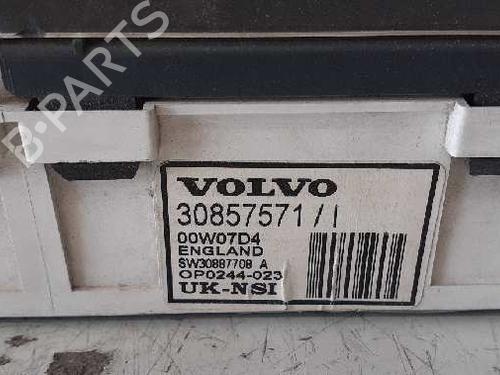 B-PARTS
VOLVO
30857571 / I
00W07D4
ENGLAND
SW30887708 A
OP0244-023
UK-NSI